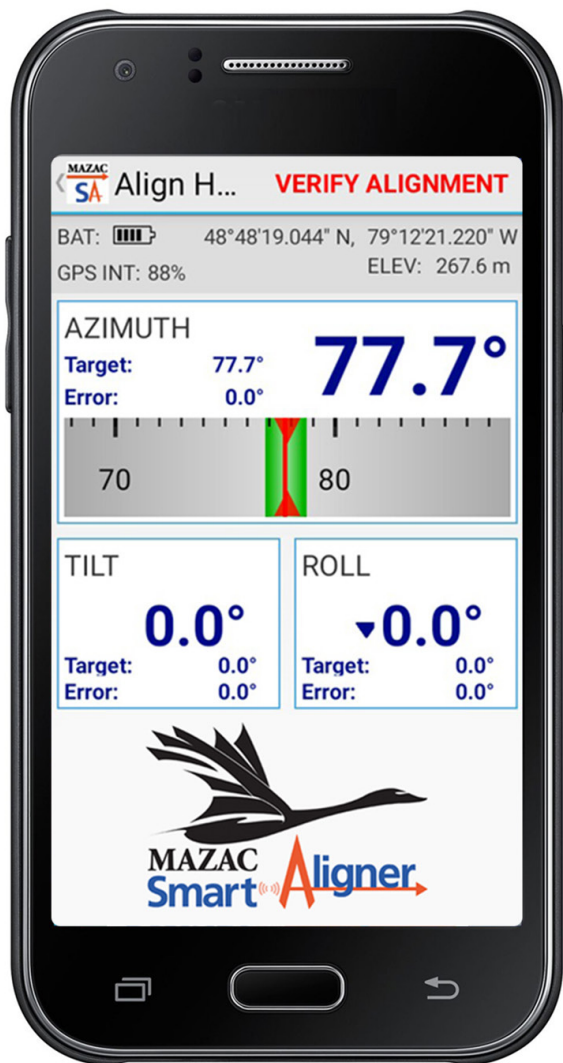 MAZAC
SA Align H... VERIFY ALIGNMENT
BAT: 48°48'19.044" N, 79°12'21.220" W
GPS INT: 88% ELEV: 267.6 m
AZIMUTH
77.7°
Target: 77.7°
Error: 0.0°
70 80
TILT
0.0°
Target: 0.0°
Error: 0.0°
ROLL
▾0.0°
Target: 0.0°
Error: 0.0°
MAZAC
Smart Aligner